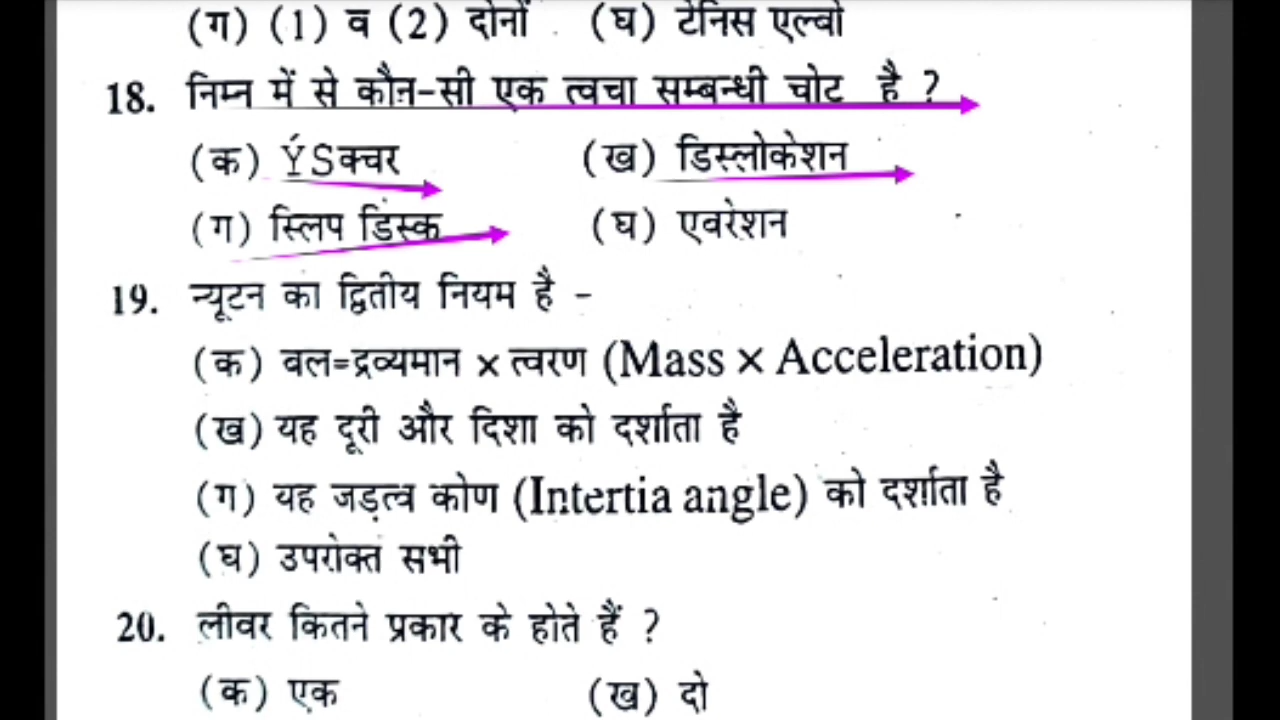 (ग) (1) व (2) दोनों (घ) टेनिस एल्बो
18. निम्न में से कौन-सी एक त्वचा सम्बन्धी चोट है ?
(क) ÝSक्चर (ख) डिस्लोकेशन
(ग) स्लिप डिस्क (घ) एवरेशन
19. न्यूटन का द्वितीय नियम है -
(क) बल=द्रव्यमान × त्वरण (Mass × Acceleration)
(ख) यह दूरी और दिशा को दर्शाता है
(ग) यह जड़त्व कोण (Intertia angle) को दर्शाता है
(घ) उपरोक्त सभी
20. लीवर कितने प्रकार के होते हैं ?
(क) एक (ख) दो